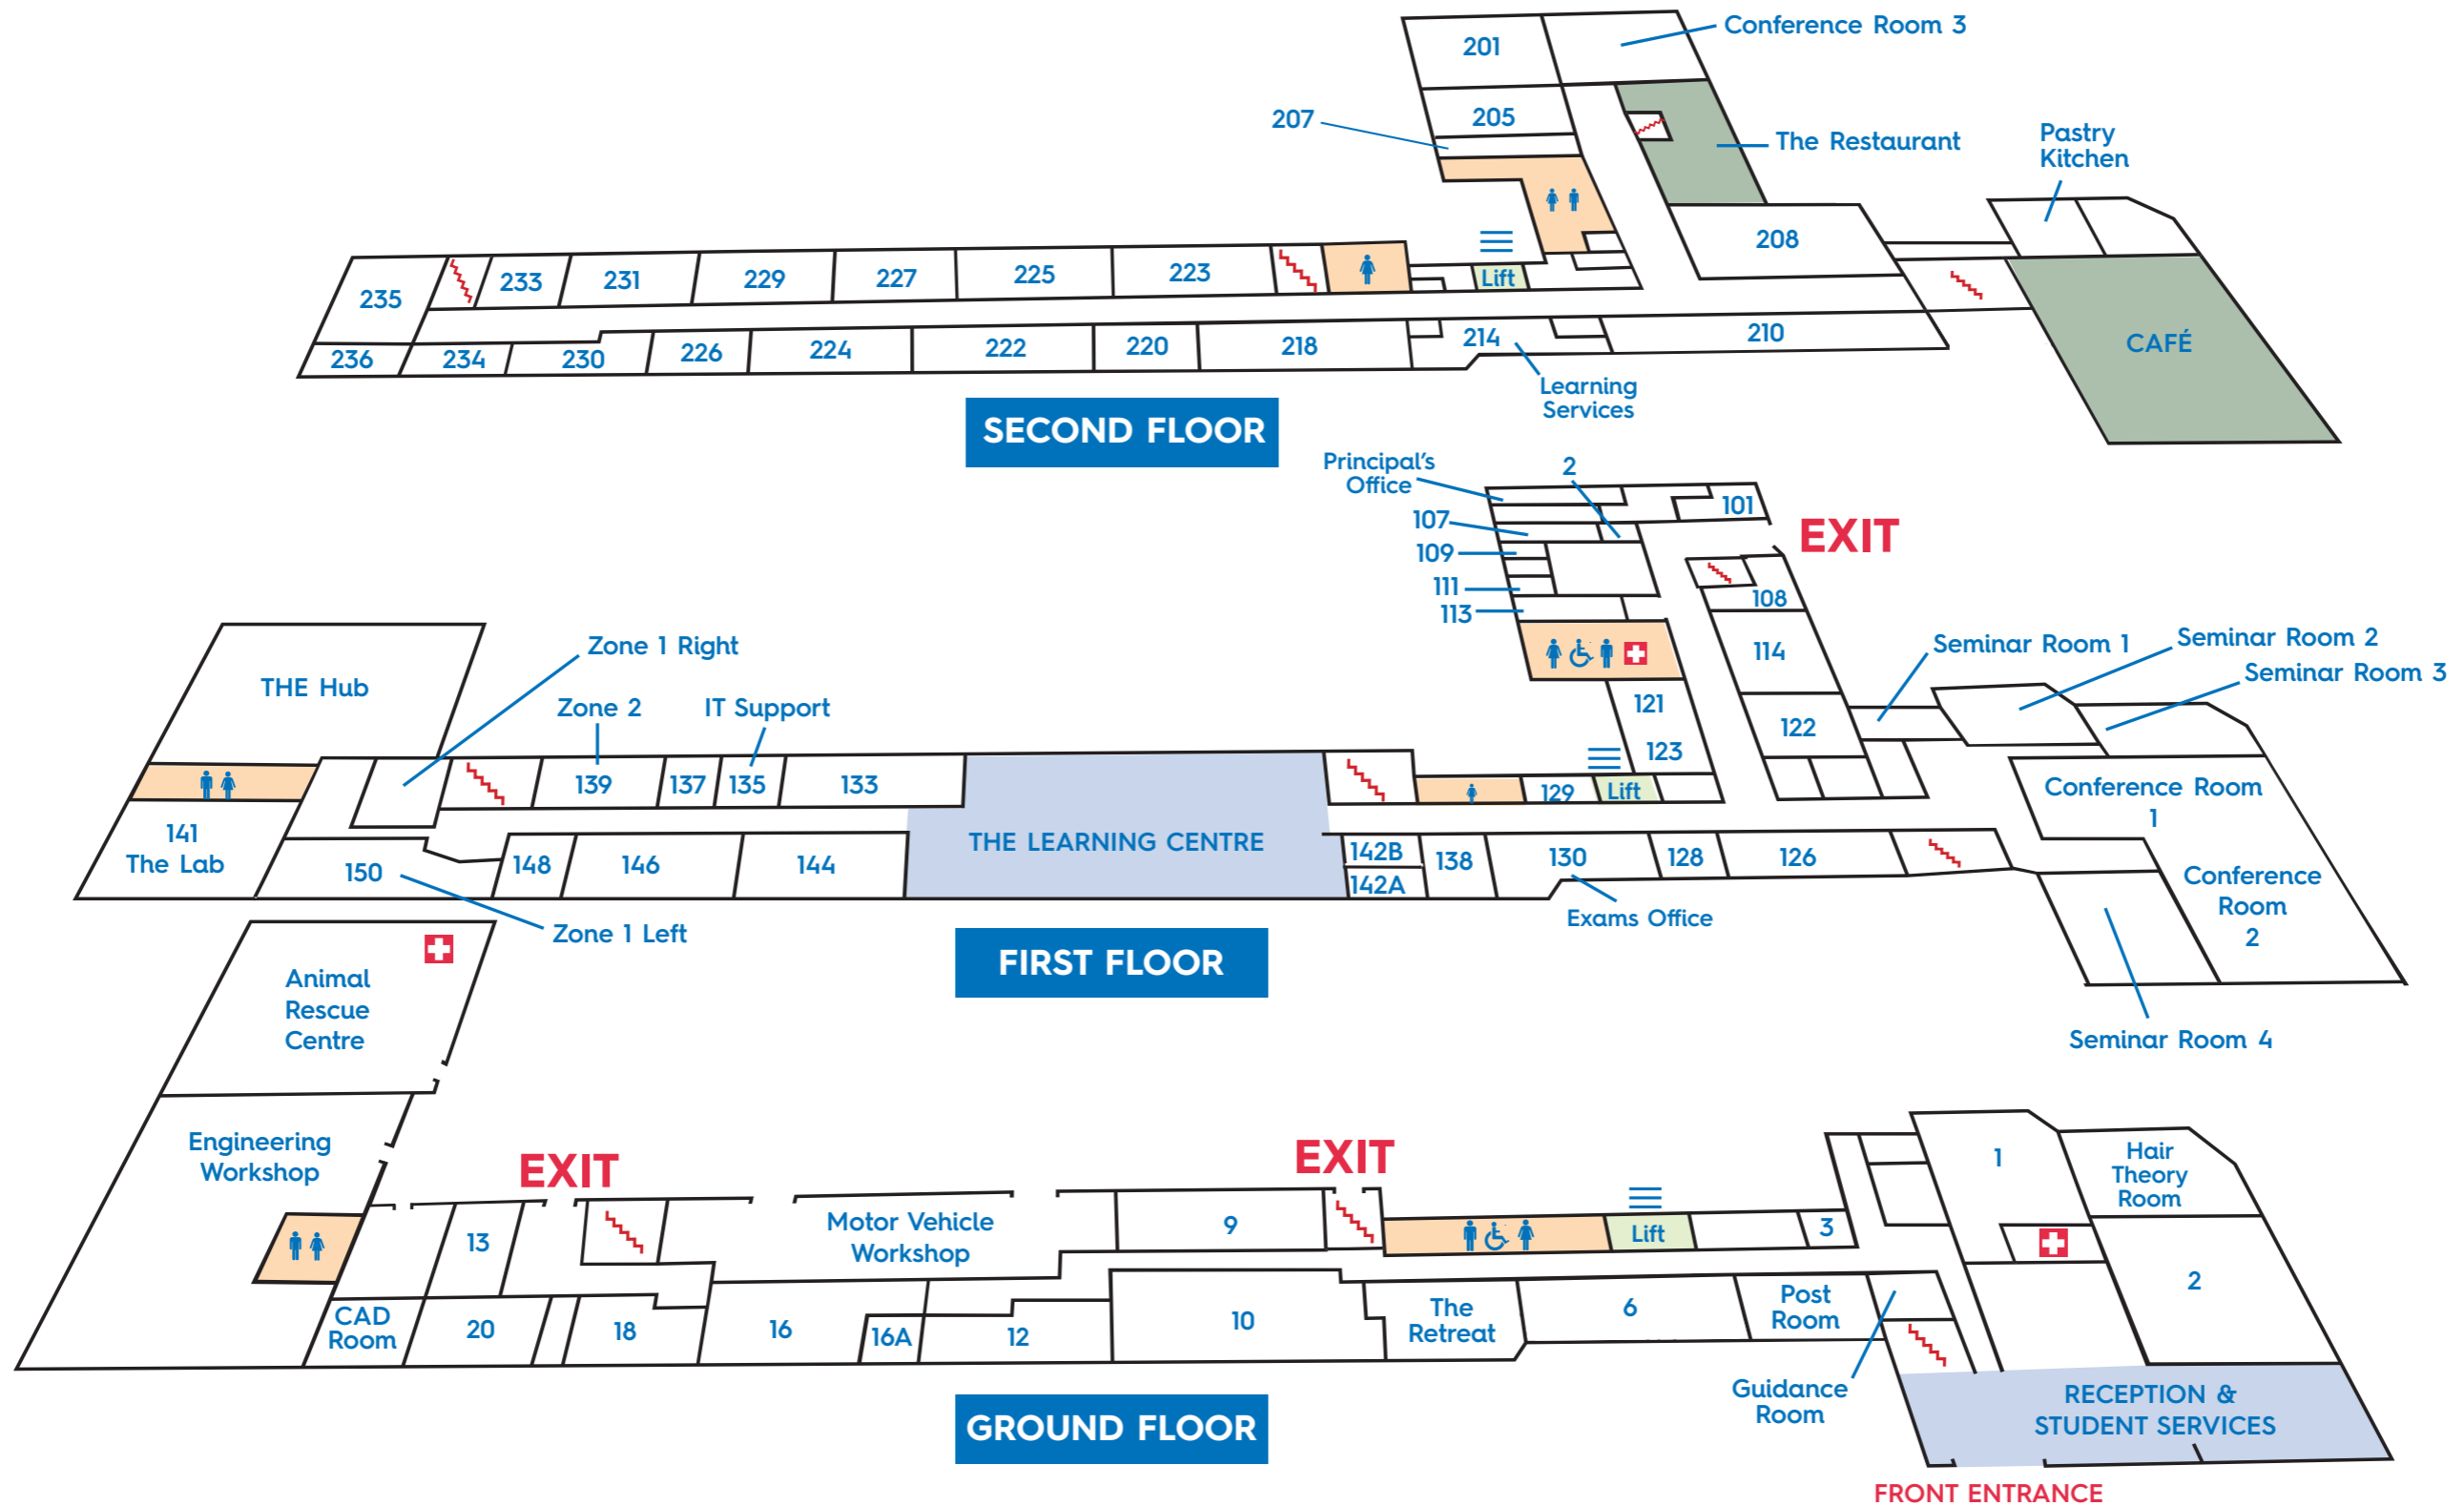 201
Conference Room 3
207
205
The Restaurant
Pastry
Kitchen
208
235
233
231
229
227
225
223
Lift
236
234
230
226
224
222
220
218
214
210
CAFÉ
Learning
Services
SECOND FLOOR
Principal's
Office
2
101
107
EXIT
109
111
108
113
114
Seminar Room 1
Seminar Room 2
Seminar Room 3
121
122
123
THE Hub
Zone 1 Right
Zone 2
IT Support
139
137
135
133
129
Lift
Conference Room
1
141
The Lab
150
148
146
144
THE LEARNING CENTRE
142B
142A
138
130
128
126
Conference
Room
2
Exams Office
Zone 1 Left
FIRST FLOOR
Seminar Room 4
Animal
Rescue
Centre
Engineering
Workshop
EXIT
EXIT
13
Motor Vehicle
Workshop
9
Lift
3
1
Hair
Theory
Room
2
CAD
Room
20
18
16
16A
12
10
The
Retreat
6
Post
Room
Guidance
Room
RECEPTION &
STUDENT SERVICES
GROUND FLOOR
FRONT ENTRANCE